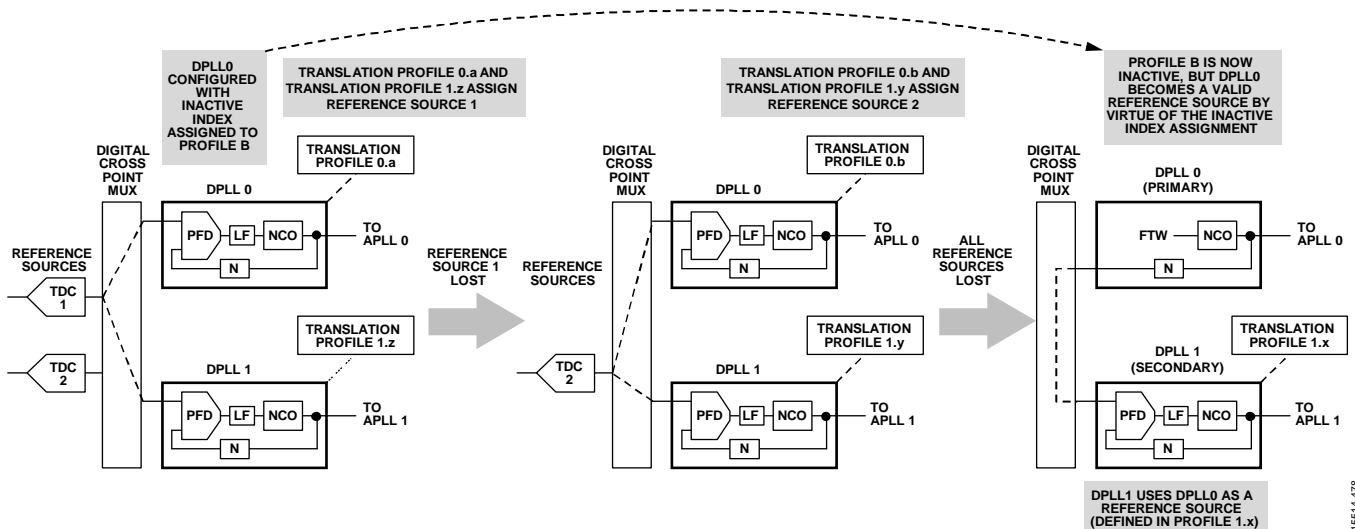 DPLL0
CONFIGURED
WITH
INACTIVE
INDEX
ASSIGNED TO
PROFILE B
TRANSLATION PROFILE 0.a AND
TRANSLATION PROFILE 1.z ASSIGN
REFERENCE SOURCE 1
TRANSLATION PROFILE 0.b AND
TRANSLATION PROFILE 1.y ASSIGN
REFERENCE SOURCE 2
PROFILE B IS NOW
INACTIVE, BUT DPLL0
BECOMES A VALID
REFERENCE SOURCE BY
VIRTUE OF THE INACTIVE
INDEX ASSIGNMENT
DIGITAL
CROSS
POINT
MUX
TRANSLATION
PROFILE 0.a
DPLL 0
PFD
LF
NCO
N
TO
APLL 0
REFERENCE
SOURCES
TDC
1
TDC
2
TRANSLATION
PROFILE 1.z
DPLL 1
PFD
LF
NCO
N
TO
APLL 1
REFERENCE
SOURCE 1
LOST
DIGITAL
CROSS
POINT
MUX
TRANSLATION
PROFILE 0.b
DPLL 0
PFD
LF
NCO
N
TO
APLL 0
REFERENCE
SOURCES
TDC
2
TRANSLATION
PROFILE 1.y
DPLL 1
PFD
LF
NCO
N
TO
APLL 1
ALL
REFERENCE
SOURCES
LOST
DIGITAL
CROSS
POINT
MUX
DPLL 0
(PRIMARY)
FTW
NCO
N
TO
APLL 0
TRANSLATION
PROFILE 1.x
DPLL 1
(SECONDARY)
PFD
LF
NCO
N
TO
APLL 1
DPLL1 USES DPLL0 AS A
REFERENCE SOURCE
(DEFINED IN PROFILE 1.x)